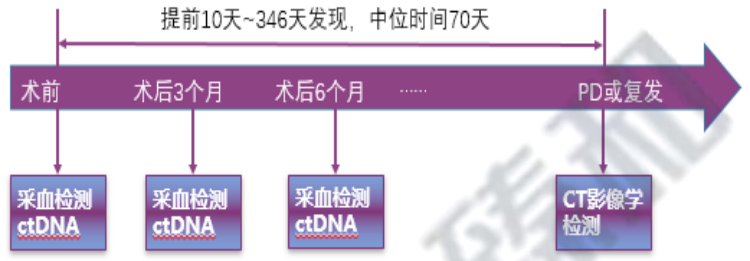 提前10天~346天发现，中位时间70天
术前 术后3个月 术后6个月 …… PD或复发
采血检测 采血检测 采血检测 CT影像学
ctDNA ctDNA ctDNA 检测